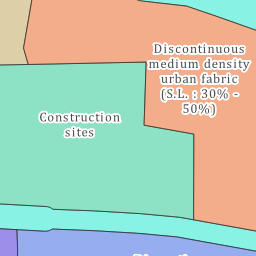 Discontinuous
medium density
urban fabric
(S.L. : 30% -
50%)
Construction
sites